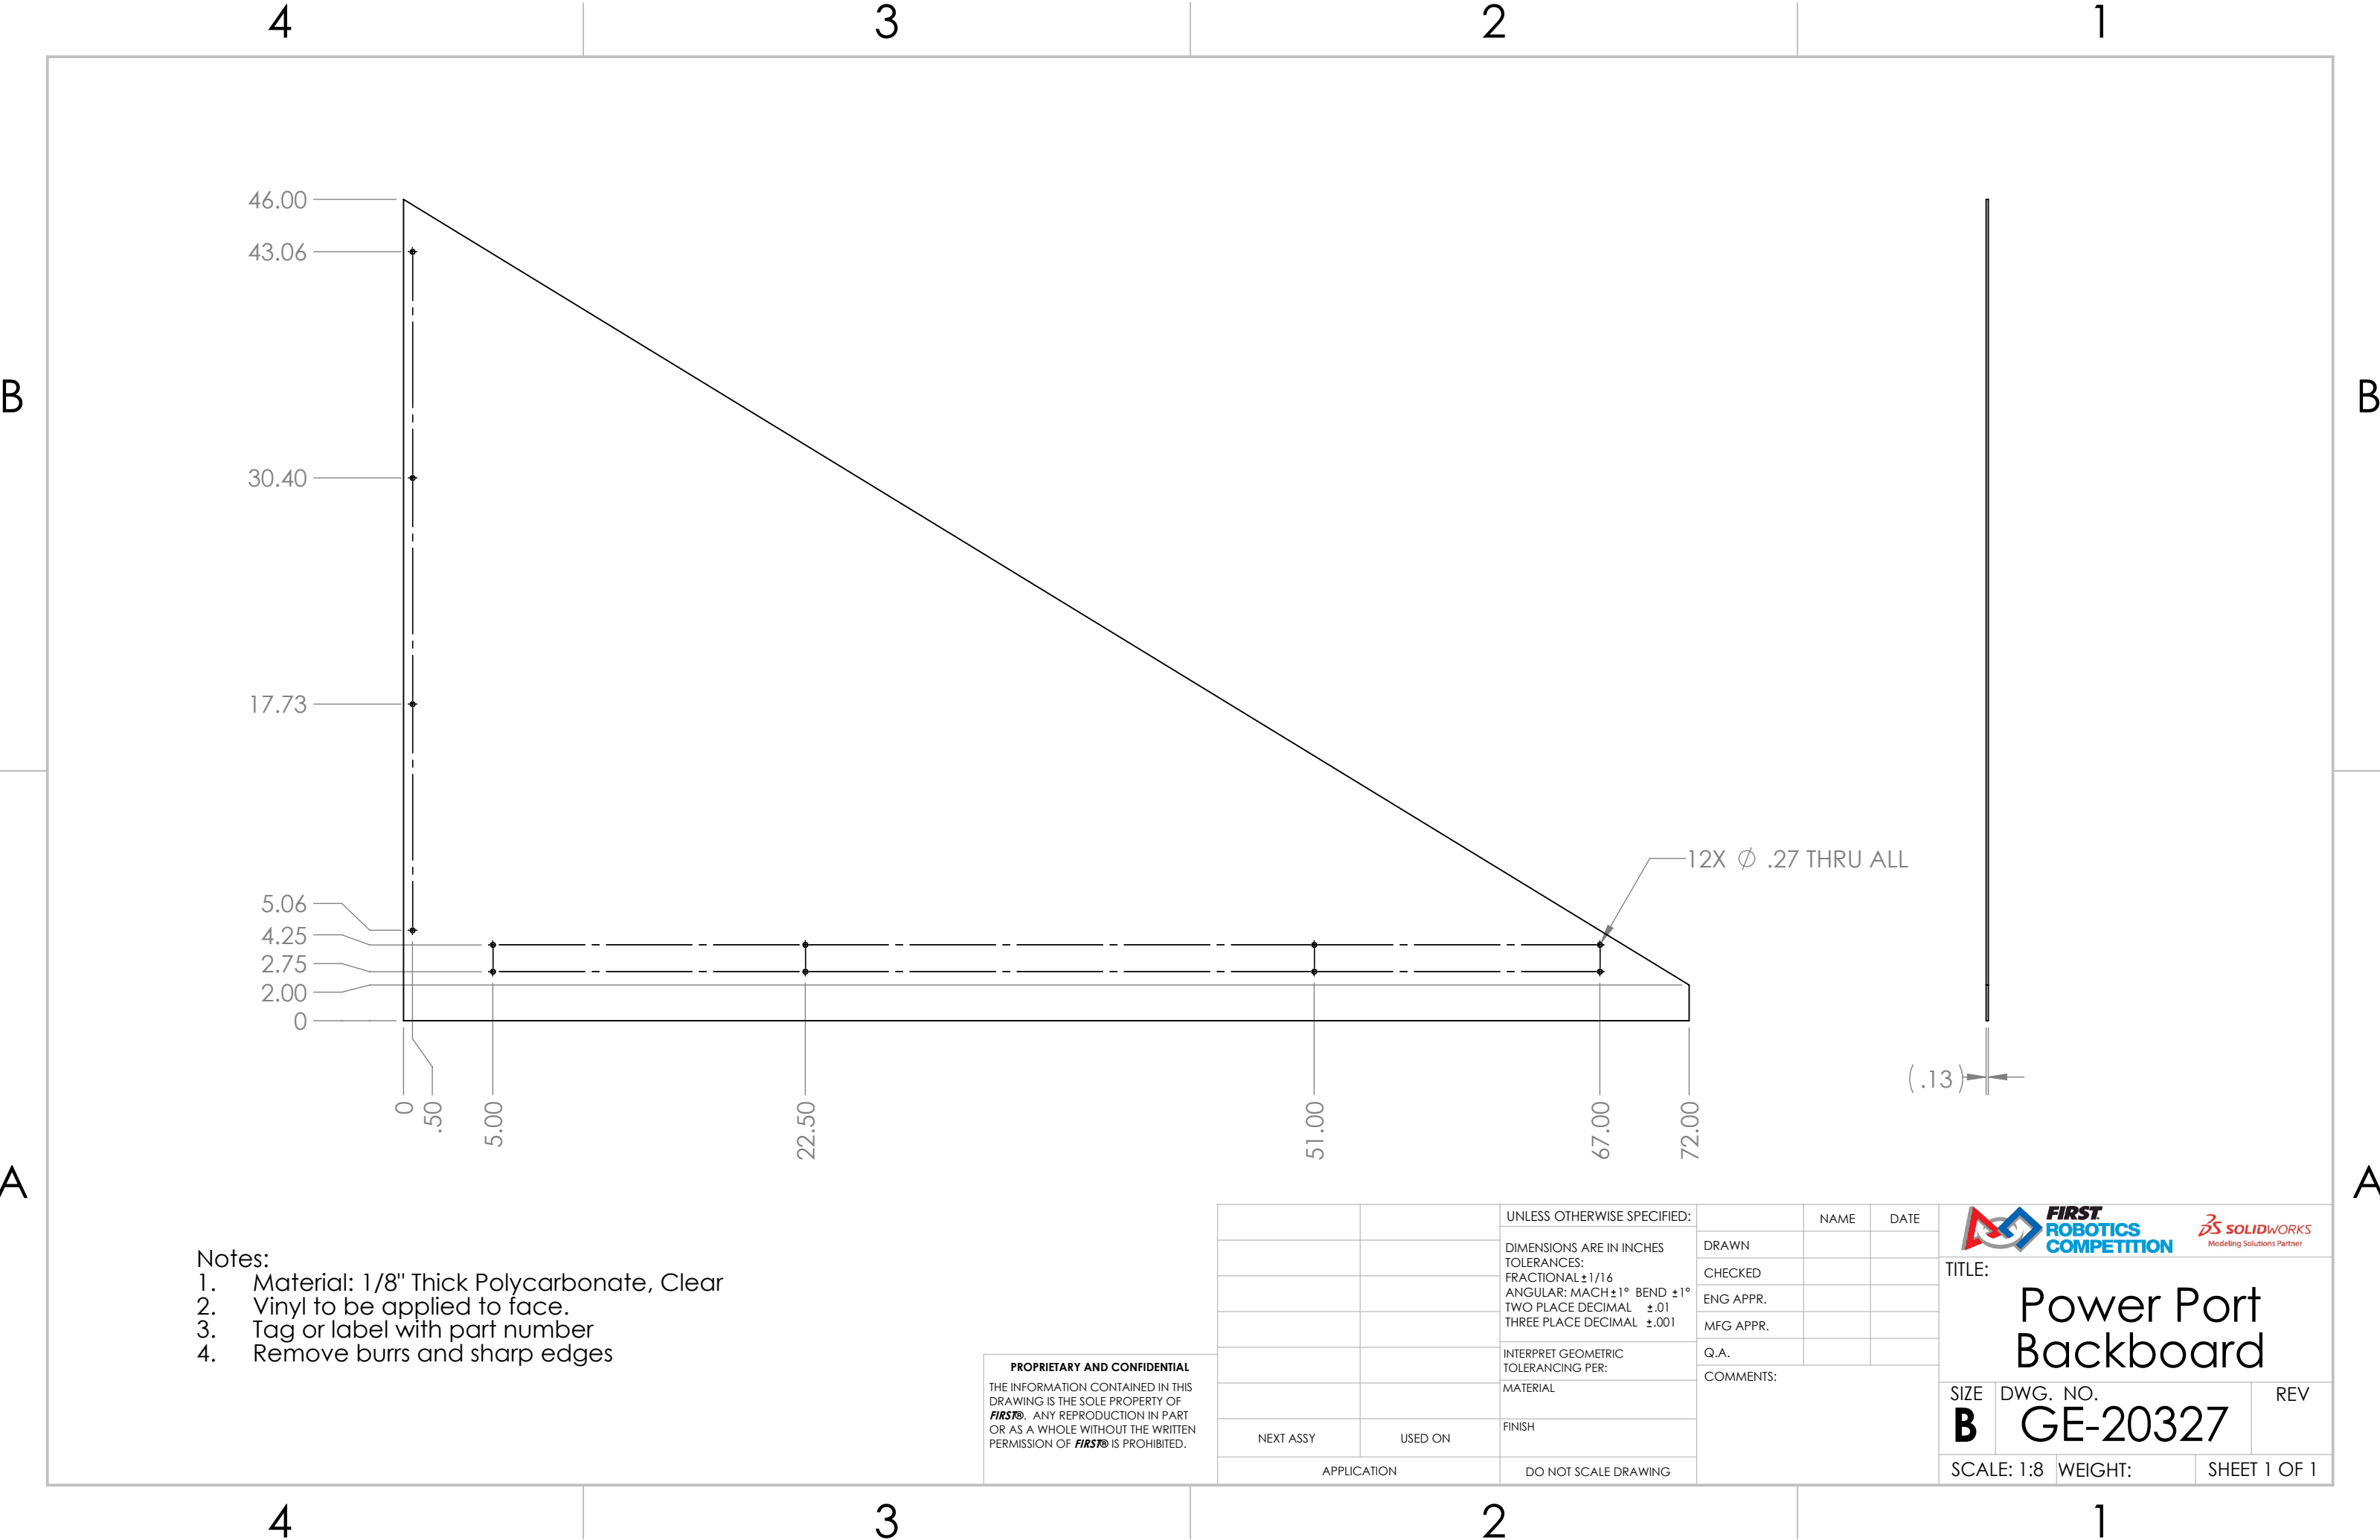 4 3 2 1
B B
A A
46.00
43.06
30.40
17.73
5.06
4.25
2.75
2.00
0
12X Ø .27 THRU ALL
0
.50
5.00
22.50
51.00
67.00
72.00
(.13)
Notes:
1. Material: 1/8" Thick Polycarbonate, Clear
2. Vinyl to be applied to face.
3. Tag or label with part number
4. Remove burrs and sharp edges
PROPRIETARY AND CONFIDENTIAL
THE INFORMATION CONTAINED IN THIS
DRAWING IS THE SOLE PROPERTY OF
FIRST®. ANY REPRODUCTION IN PART
OR AS A WHOLE WITHOUT THE WRITTEN
PERMISSION OF FIRST® IS PROHIBITED.
NEXT ASSY USED ON
APPLICATION
UNLESS OTHERWISE SPECIFIED:
DIMENSIONS ARE IN INCHES
TOLERANCES:
FRACTIONAL ±1/16
ANGULAR: MACH ±1° BEND ±1°
TWO PLACE DECIMAL ±.01
THREE PLACE DECIMAL ±.001
INTERPRET GEOMETRIC
TOLERANCING PER:
MATERIAL
FINISH
DO NOT SCALE DRAWING
NAME DATE
DRAWN
CHECKED
ENG APPR.
MFG APPR.
Q.A.
COMMENTS:
FIRST®
ROBOTICS
COMPETITION
SOLIDWORKS
Modeling Solutions Partner
TITLE:
Power Port
Backboard
SIZE DWG. NO. REV
B GE-20327
SCALE: 1:8 WEIGHT: SHEET 1 OF 1
4 3 2 1